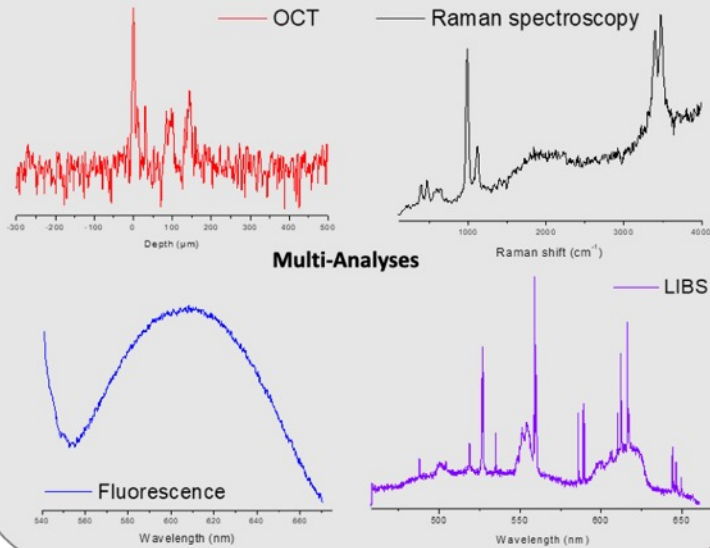 OCT
-300 -200 -100 0 100 200 300 400 500
Depth (µm)
Raman spectroscopy
1000 2000 3000 4000
Raman shift (cm⁻¹)
Multi-Analyses
Fluorescence
540 560 580 600 620 640 660
Wavelength (nm)
LIBS
500 550 600 650
Wavelength (nm)